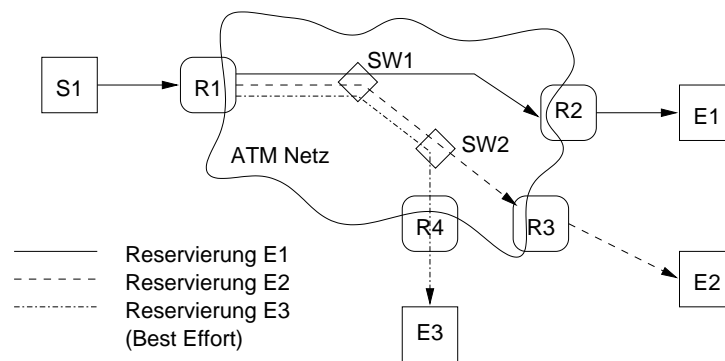 SW1
S1
R1
R2
E1
SW2
ATM Netz
R4
R3
Reservierung E1
Reservierung E2
E2
Reservierung E3
(Best Effort)
E3